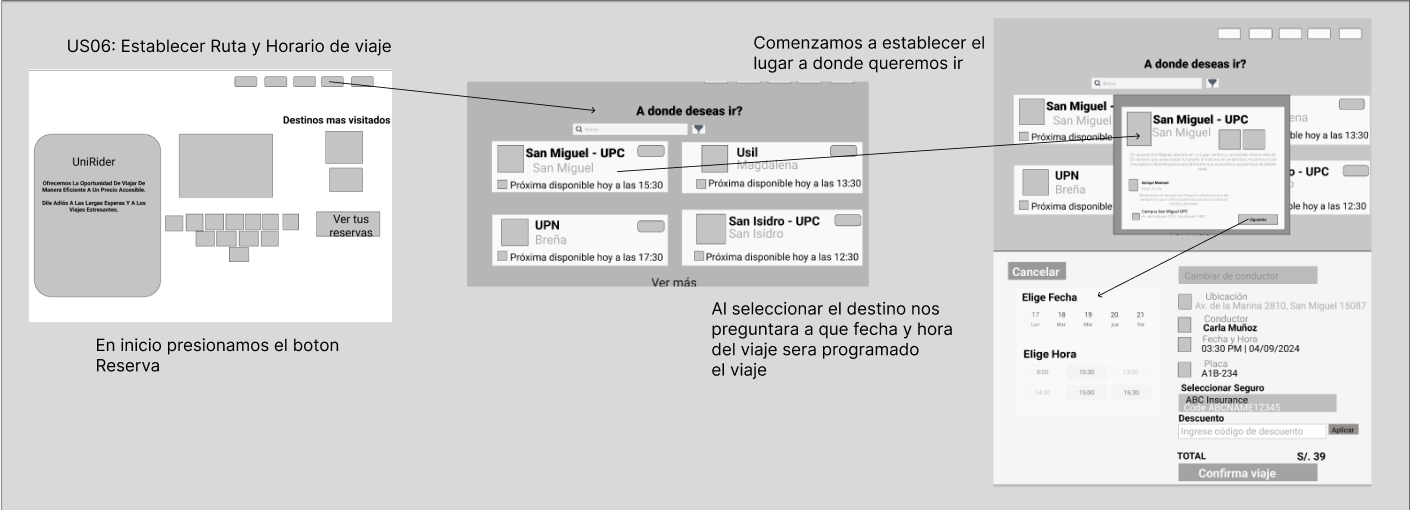 US06: Establecer Ruta y Horario de viaje
Destinos mas visitados
UniRider
Ofrecemos La Oportunidad De Viajar De
Manera Eficiente A Un Precio Accesible.
Dile Adiós A Las Largas Esperas Y A Los
Viajes Estresantes.
Ver tus
reservas
En inicio presionamos el boton
Reserva
Comenzamos a establecer el
lugar a donde queremos ir
A donde deseas ir?
Buscar
San Miguel - UPC
San Miguel
Próxima disponible hoy a las 15:30
Usil
Magdalena
Próxima disponible hoy a las 13:30
UPN
Breña
Próxima disponible hoy a las 17:30
San Isidro - UPC
San Isidro
Próxima disponible hoy a las 12:30
Ver más
Al seleccionar el destino nos
preguntara a que fecha y hora
del viaje sera programado
el viaje
A donde deseas ir?
Buscar
San Miguel -
San Miguel
Próxima disponible
ena
ble hoy a las 13:30
UPN
Breña
Próxima disponible
o - UPC
ble hoy a las 12:30
San Miguel - UPC
San Miguel
Campus San Miguel UPC
Siguiente
Cancelar
Elige Fecha
17 18 19 20 21
Lun Mar Mie Jue Vie
Elige Hora
9:00 10:30 13:00
14:30 15:00 16:30
Cambiar de conductor
Ubicación
Av. de la Marina 2810, San Miguel 15087
Conductor
Carla Muñoz
Fecha y Hora
03:30 PM | 04/09/2024
Placa
A1B-234
Seleccionar Seguro
ABC Insurance
Code ABCNAME12345
Descuento
Ingrese código de descuento
Aplicar
TOTAL S/. 39
Confirma viaje